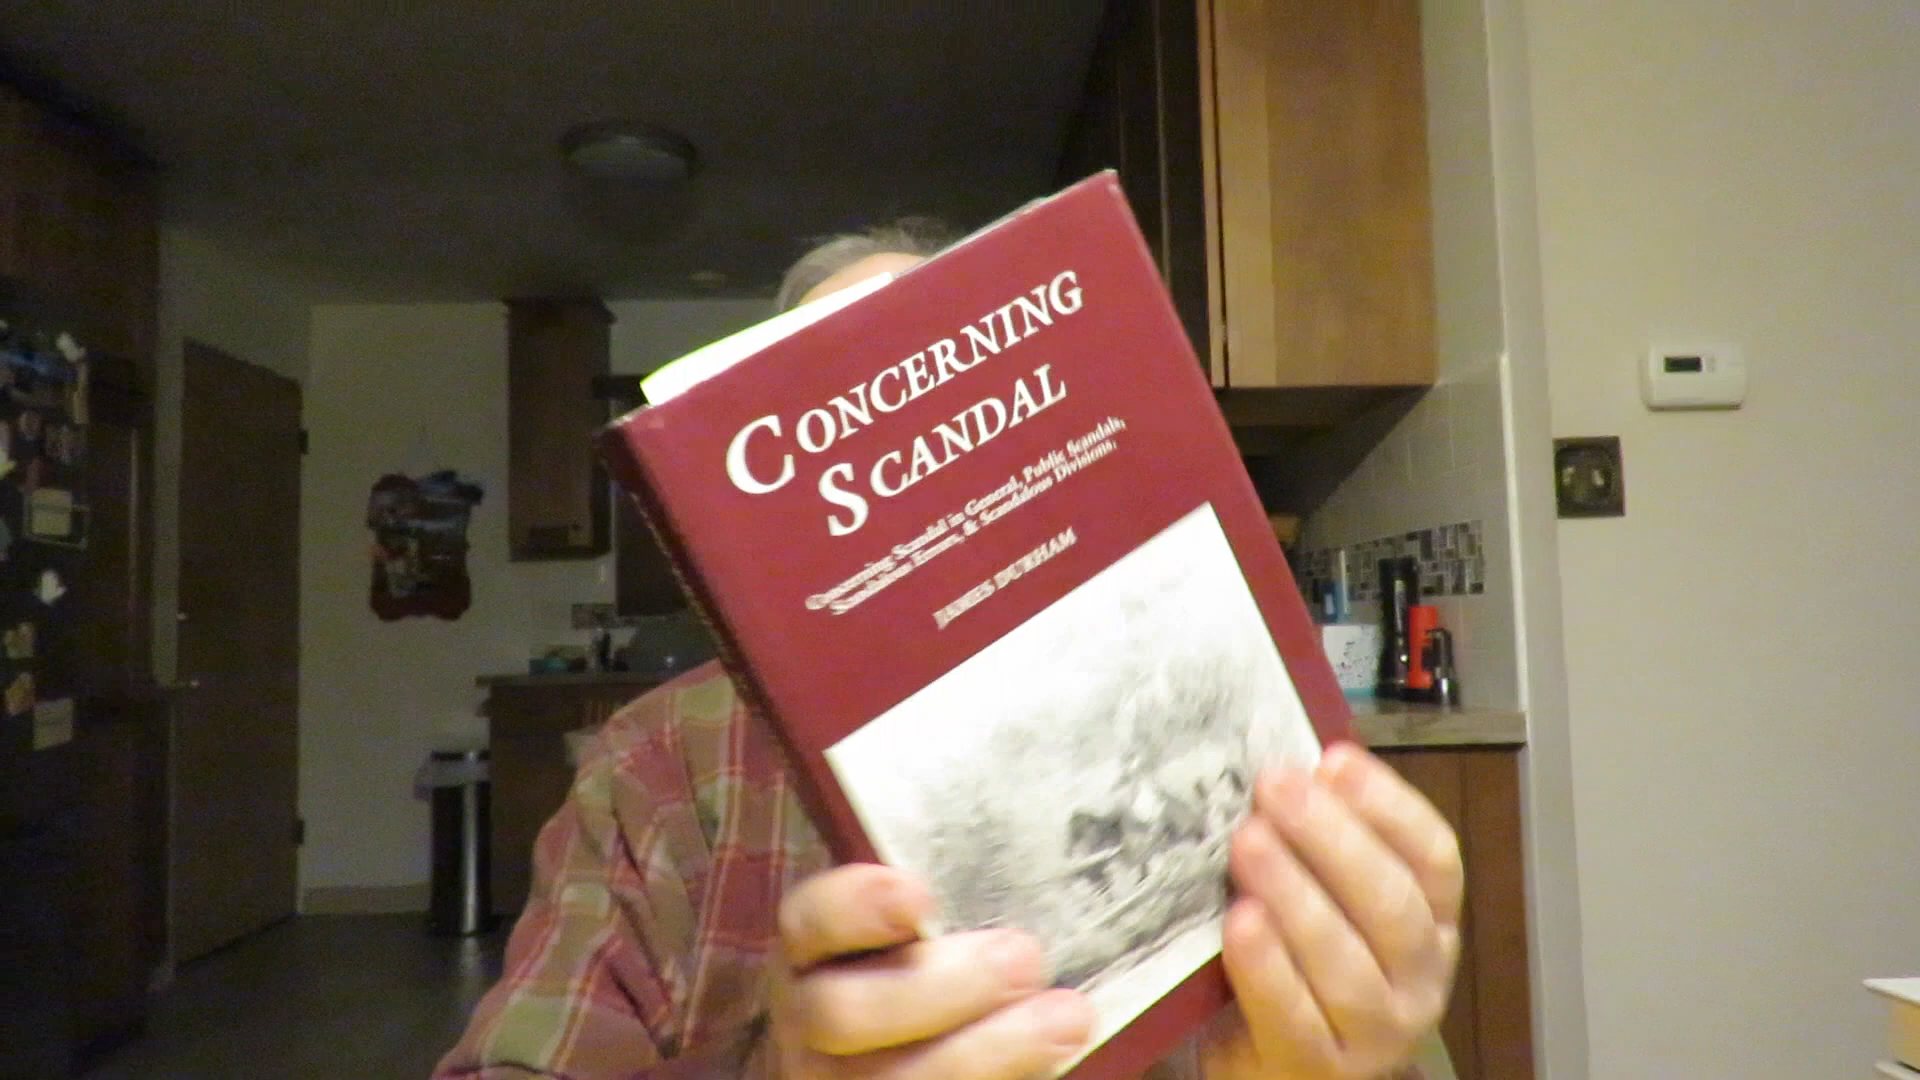 CONCERNING
SCANDAL
Concerning Scandal in General, Public Scandals,
Scandalous Errors, & Scandalous Divisions.
JAMES DURHAM